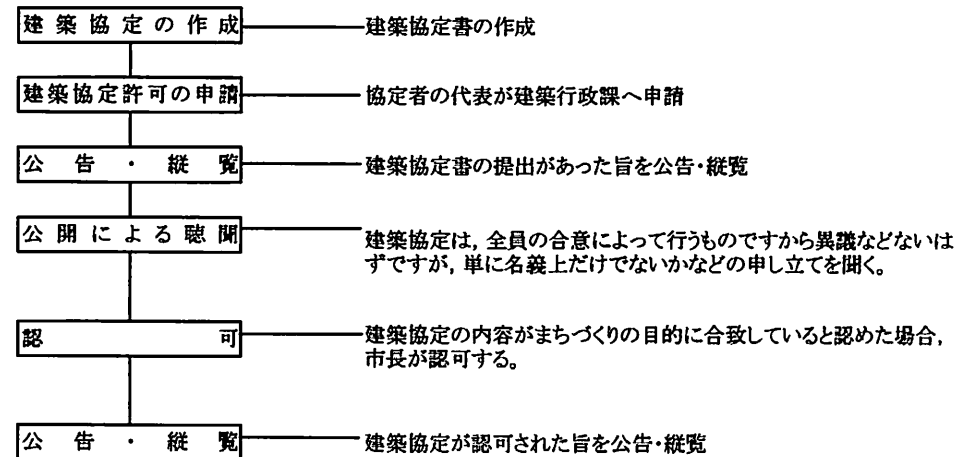 建築協定の作成
建築協定書の作成
建築協定許可の申請
協定者の代表が建築行政課へ申請
公告・縦覧
建築協定書の提出があった旨を公告・縦覧
公開による聴聞
建築協定は，全員の合意によって行うものですから異議などないは
ずですが，単に名義上だけでないかなどの申し立てを聞く。
認可
建築協定の内容がまちづくりの目的に合致していると認めた場合，
市長が認可する。
公告・縦覧
建築協定が認可された旨を公告・縦覧